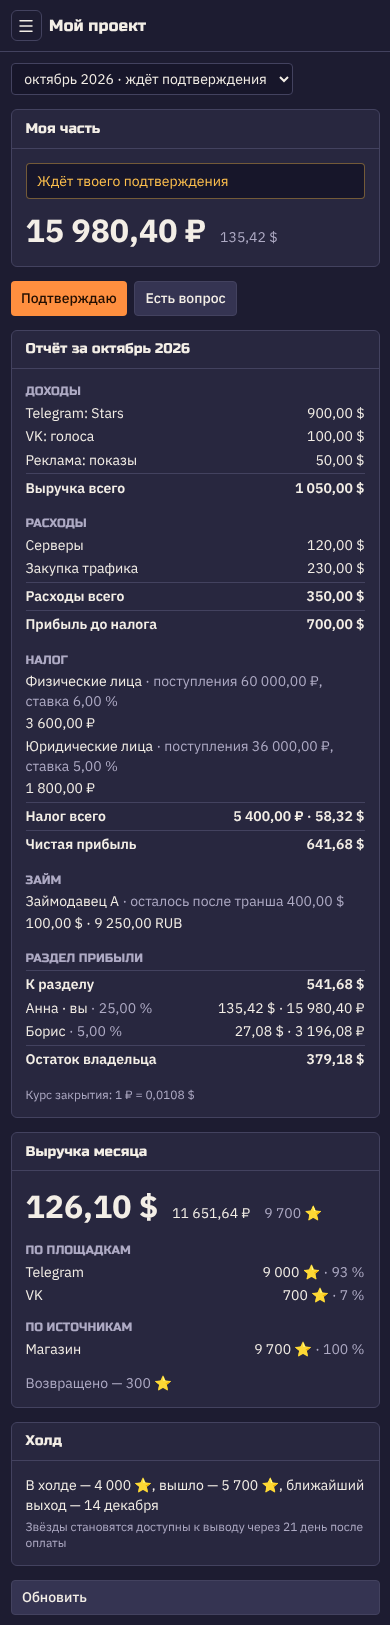 ☰ Мой проект
октябрь 2026 · ждёт подтверждения
Моя часть
Ждёт твоего подтверждения
15 980,40 ₽ 135,42 $
Подтверждаю Есть вопрос
Отчёт за октябрь 2026
ДОХОДЫ
Telegram: Stars 900,00 $
VK: голоса 100,00 $
Реклама: показы 50,00 $
Выручка всего 1 050,00 $
РАСХОДЫ
Серверы 120,00 $
Закупка трафика 230,00 $
Расходы всего 350,00 $
Прибыль до налога 700,00 $
НАЛОГ
Физические лица · поступления 60 000,00 ₽,
ставка 6,00 %
3 600,00 ₽
Юридические лица · поступления 36 000,00 ₽,
ставка 5,00 %
1 800,00 ₽
Налог всего 5 400,00 ₽ · 58,32 $
Чистая прибыль 641,68 $
ЗАЙМ
Займодавец А · осталось после транша 400,00 $
100,00 $ · 9 250,00 RUB
РАЗДЕЛ ПРИБЫЛИ
К разделу 541,68 $
Анна · вы · 25,00 % 135,42 $ · 15 980,40 ₽
Борис · 5,00 % 27,08 $ · 3 196,08 ₽
Остаток владельца 379,18 $
Курс закрытия: 1 ₽ = 0,0108 $
Выручка месяца
126,10 $ 11 651,64 ₽ 9 700 ⭐
ПО ПЛОЩАДКАМ
Telegram 9 000 ⭐ · 93 %
VK 700 ⭐ · 7 %
ПО ИСТОЧНИКАМ
Магазин 9 700 ⭐ · 100 %
Возвращено — 300 ⭐
Холд
В холде — 4 000 ⭐, вышло — 5 700 ⭐, ближайший
выход — 14 декабря
Звёзды становятся доступны к выводу через 21 день после
оплаты
Обновить